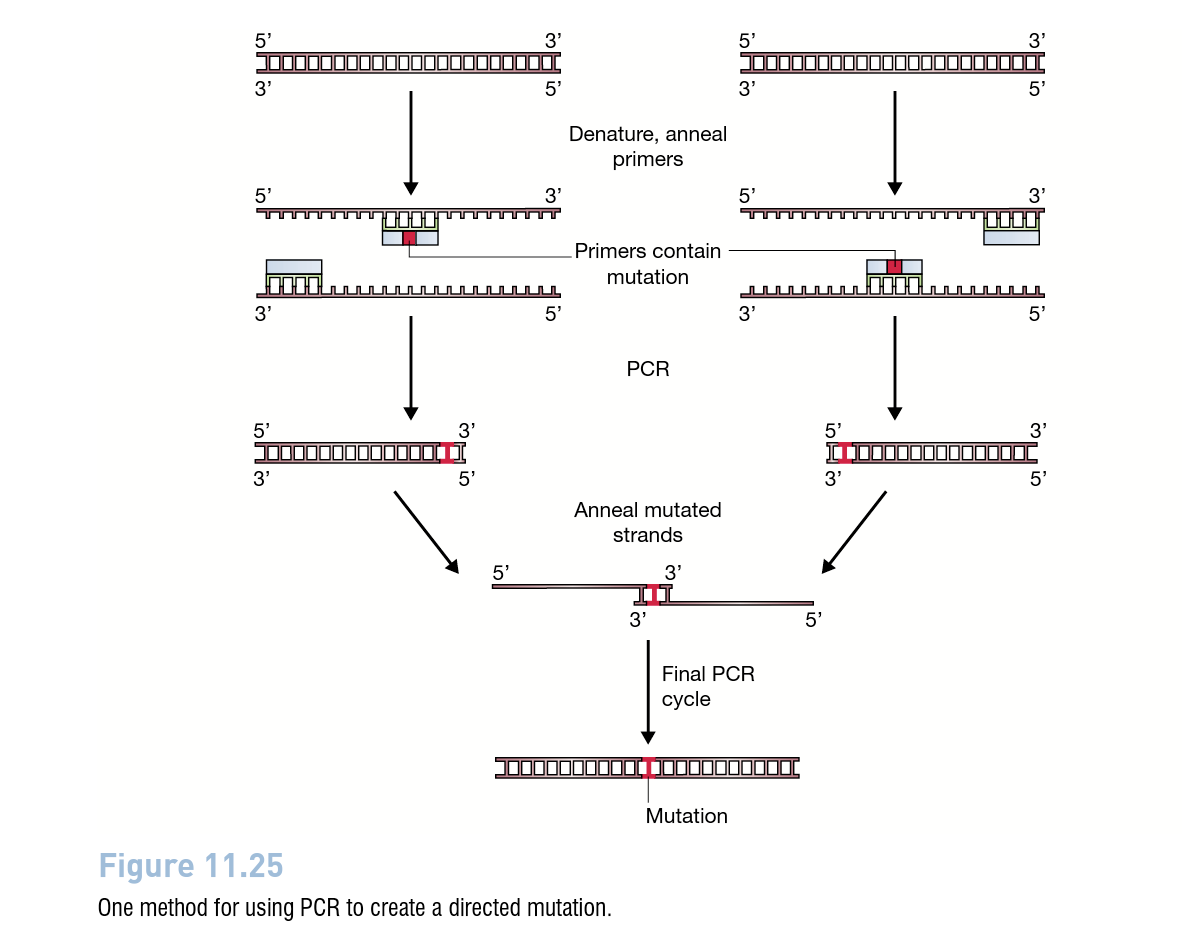 5’ 3’ 5’ 3’
3’ 5’ 3’ 5’
Denature, anneal
primers
5’ 3’ 5’ 3’
Primers contain
mutation
3’ 5’ 3’ 5’
PCR
5’ 3’ 5’ 3’
3’ 5’ 3’ 5’
Anneal mutated
strands
5’ 3’
3’ 5’
Final PCR
cycle
Mutation
Figure 11.25
One method for using PCR to create a directed mutation.